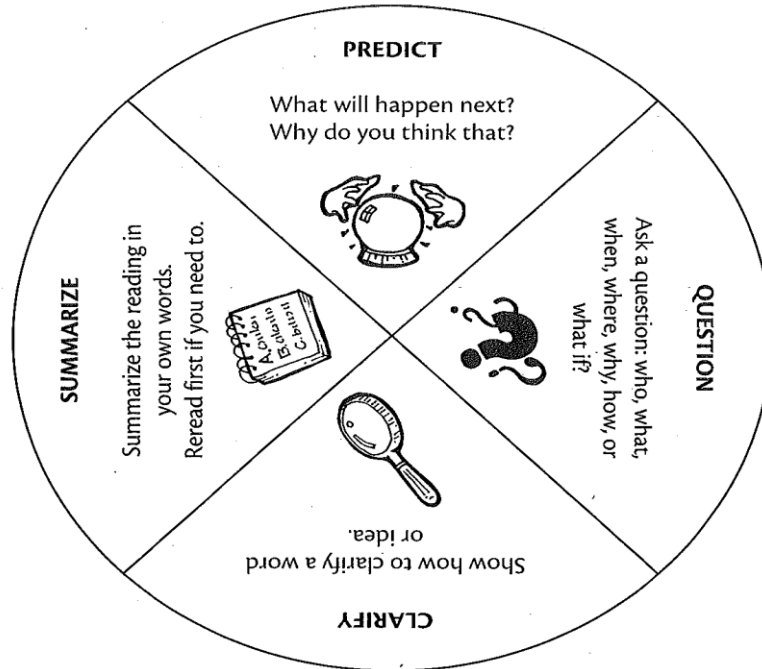 PREDICT
What will happen next?
Why do you think that?
QUESTION
Ask a question: who, what,
when, where, why, how, or
what if?
CLARIFY
Show how to clarify a word
or idea.
SUMMARIZE
Summarize the reading in
your own words.
Reread first if you need to.